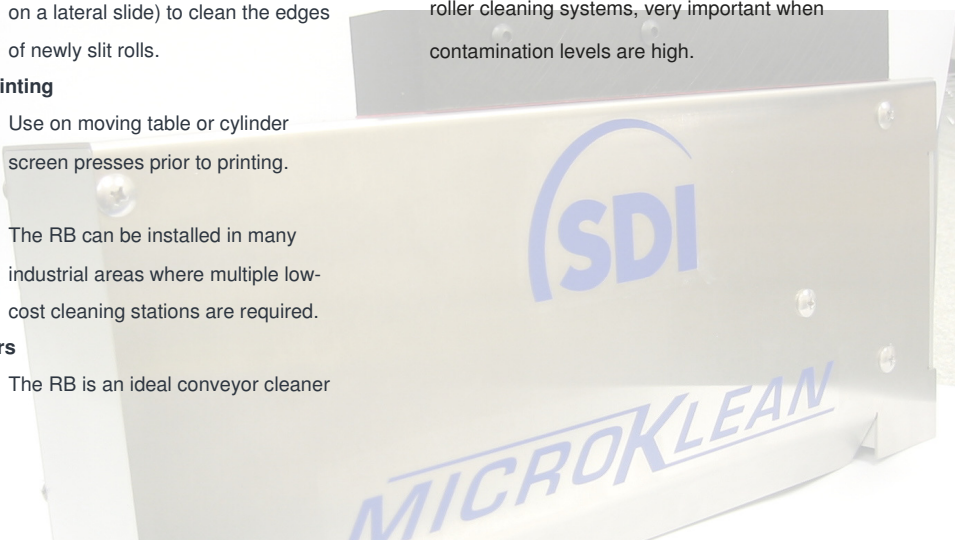 on a lateral slide) to clean the edges
of newly slit rolls.
inting
Use on moving table or cylinder
screen presses prior to printing.
The RB can be installed in many
industrial areas where multiple low-
cost cleaning stations are required.
rs
The RB is an ideal conveyor cleaner
roller cleaning systems, very important when
contamination levels are high.
SDI
MICROKLEAN